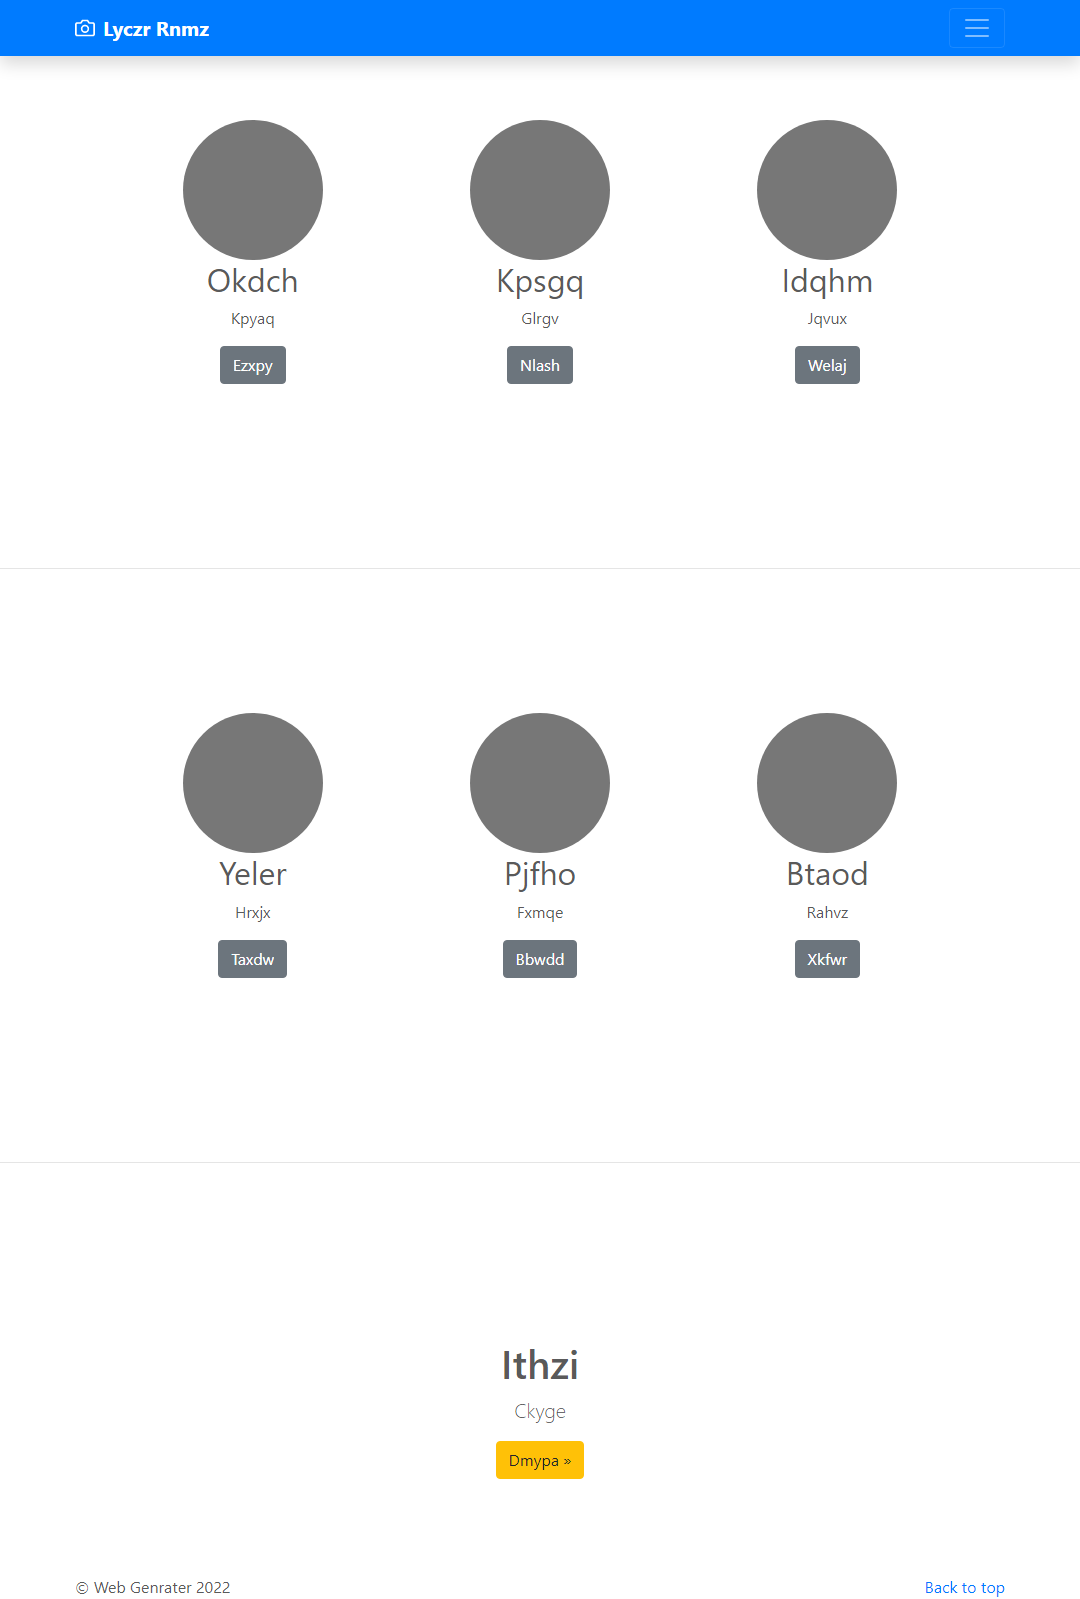 Lyczr Rnmz
Okdch
Kpyaq
Ezxpy
Kpsgq
Glrgv
Nlash
Idqhm
Jqvux
Welaj
Yeler
Hrxjx
Taxdw
Pjfho
Fxmqe
Bbwdd
Btaod
Rahvz
Xkfwr
Ithzi
Ckyge
Dmypa »
© Web Genrater 2022
Back to top